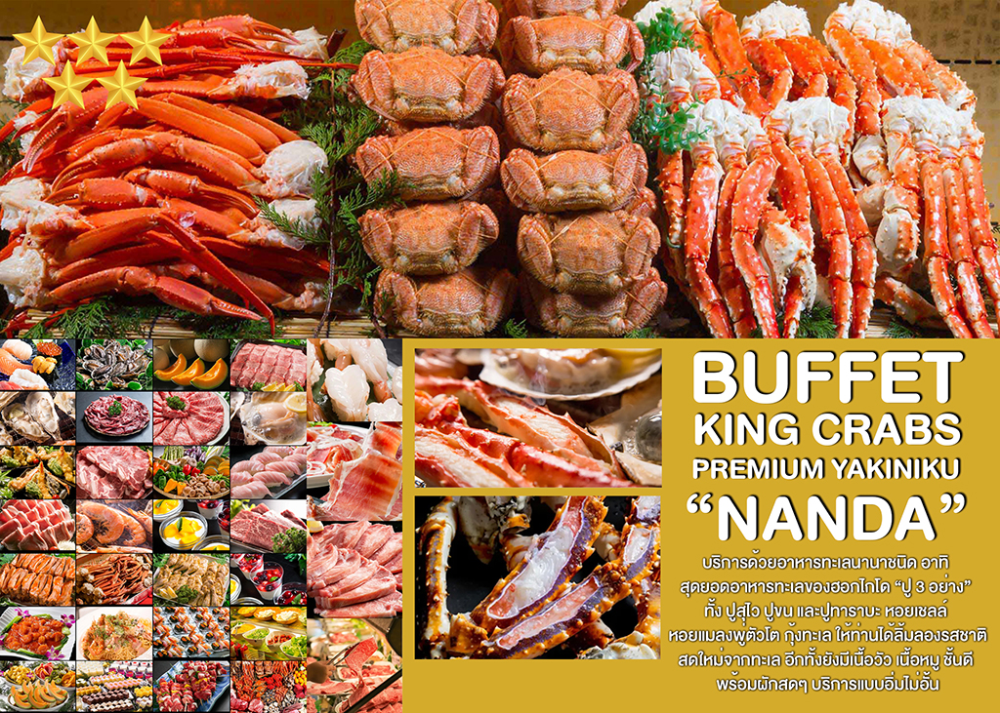 BUFFET
KING CRABS
PREMIUM YAKINIKU
“NANDA”
บริการด้วยอาหารทะเลนานาชนิด อาทิ
สุดยอดอาหารทะเลของฮอกไกโด “ปู 3 อย่าง”
ทั้ง ปูสุไว ปูขน และปูทาราบะ หอยเชลล์
หอยแมลงภู่ตัวโต กุ้งทะเล ให้ท่านได้ลิ้มลองรสชาติ
สดใหม่จากทะเล อีกทั้งยังมีเนื้อวัว เนื้อหมู ชั้นดี
พร้อมผักสดๆ บริการแบบอิ่มไม่อั้น